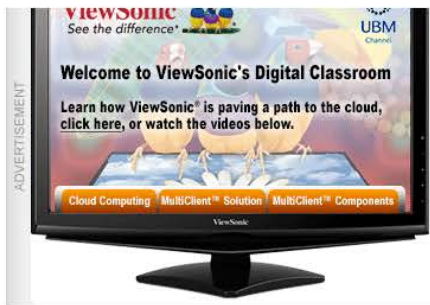 ViewSonic
See the difference®
UBM
Channel
Welcome to ViewSonic's Digital Classroom
Learn how ViewSonic® is paving a path to the cloud,
click here, or watch the videos below.
Cloud Computing MultiClient™ Solution MultiClient™ Components
ViewSonic
ADVERTISEMENT